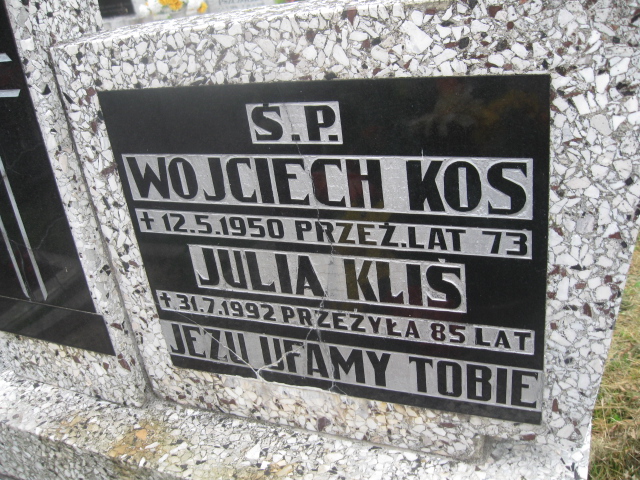 Ś.P.
WOJCIECH KOS
+ 12.5.1950 PRZEŻ.LAT 73
JULIA KLIŚ
+ 31.7.1992 PRZEŻYŁA 85 LAT
JEZU UFAMY TOBIE